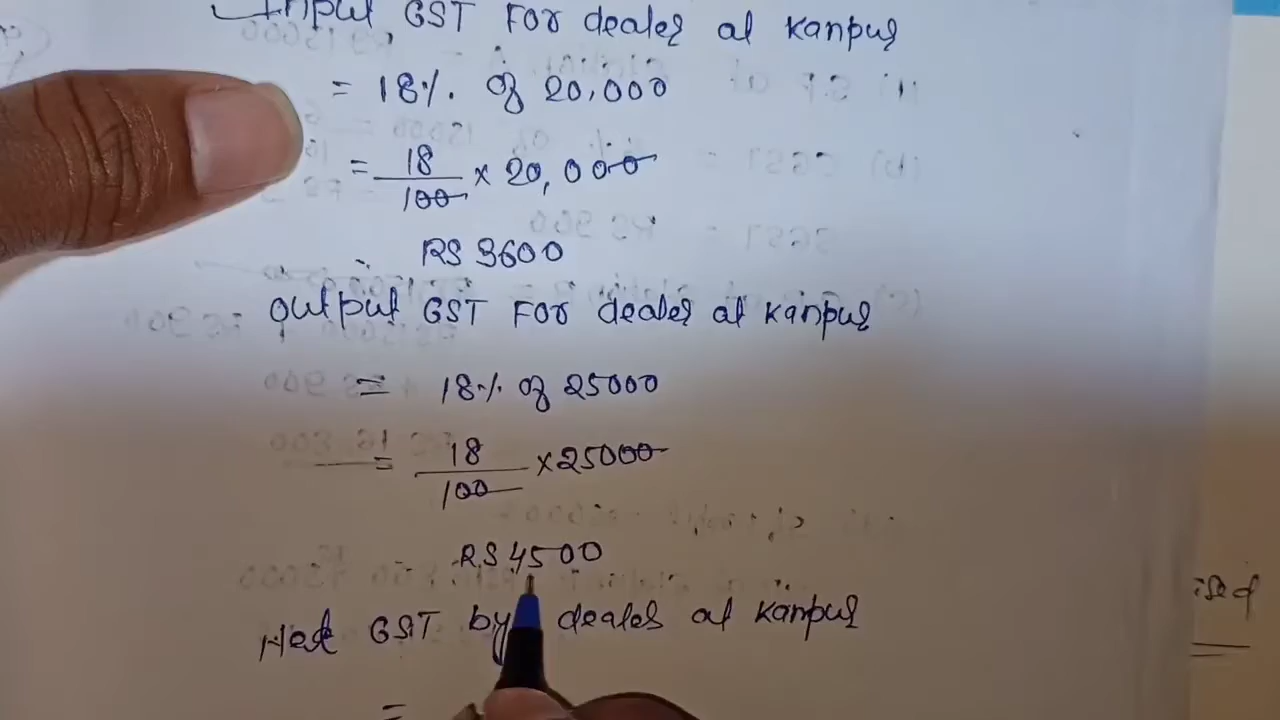 Input GST For dealer at Kanpur
= 18% of 20,000
= 18/100 × 20,000
RS 3600
output GST For dealer at Kanpur
= 18% of 25000
= 18/100 ×25000
RS 4500
Net GST by dealer at Kanpur
=